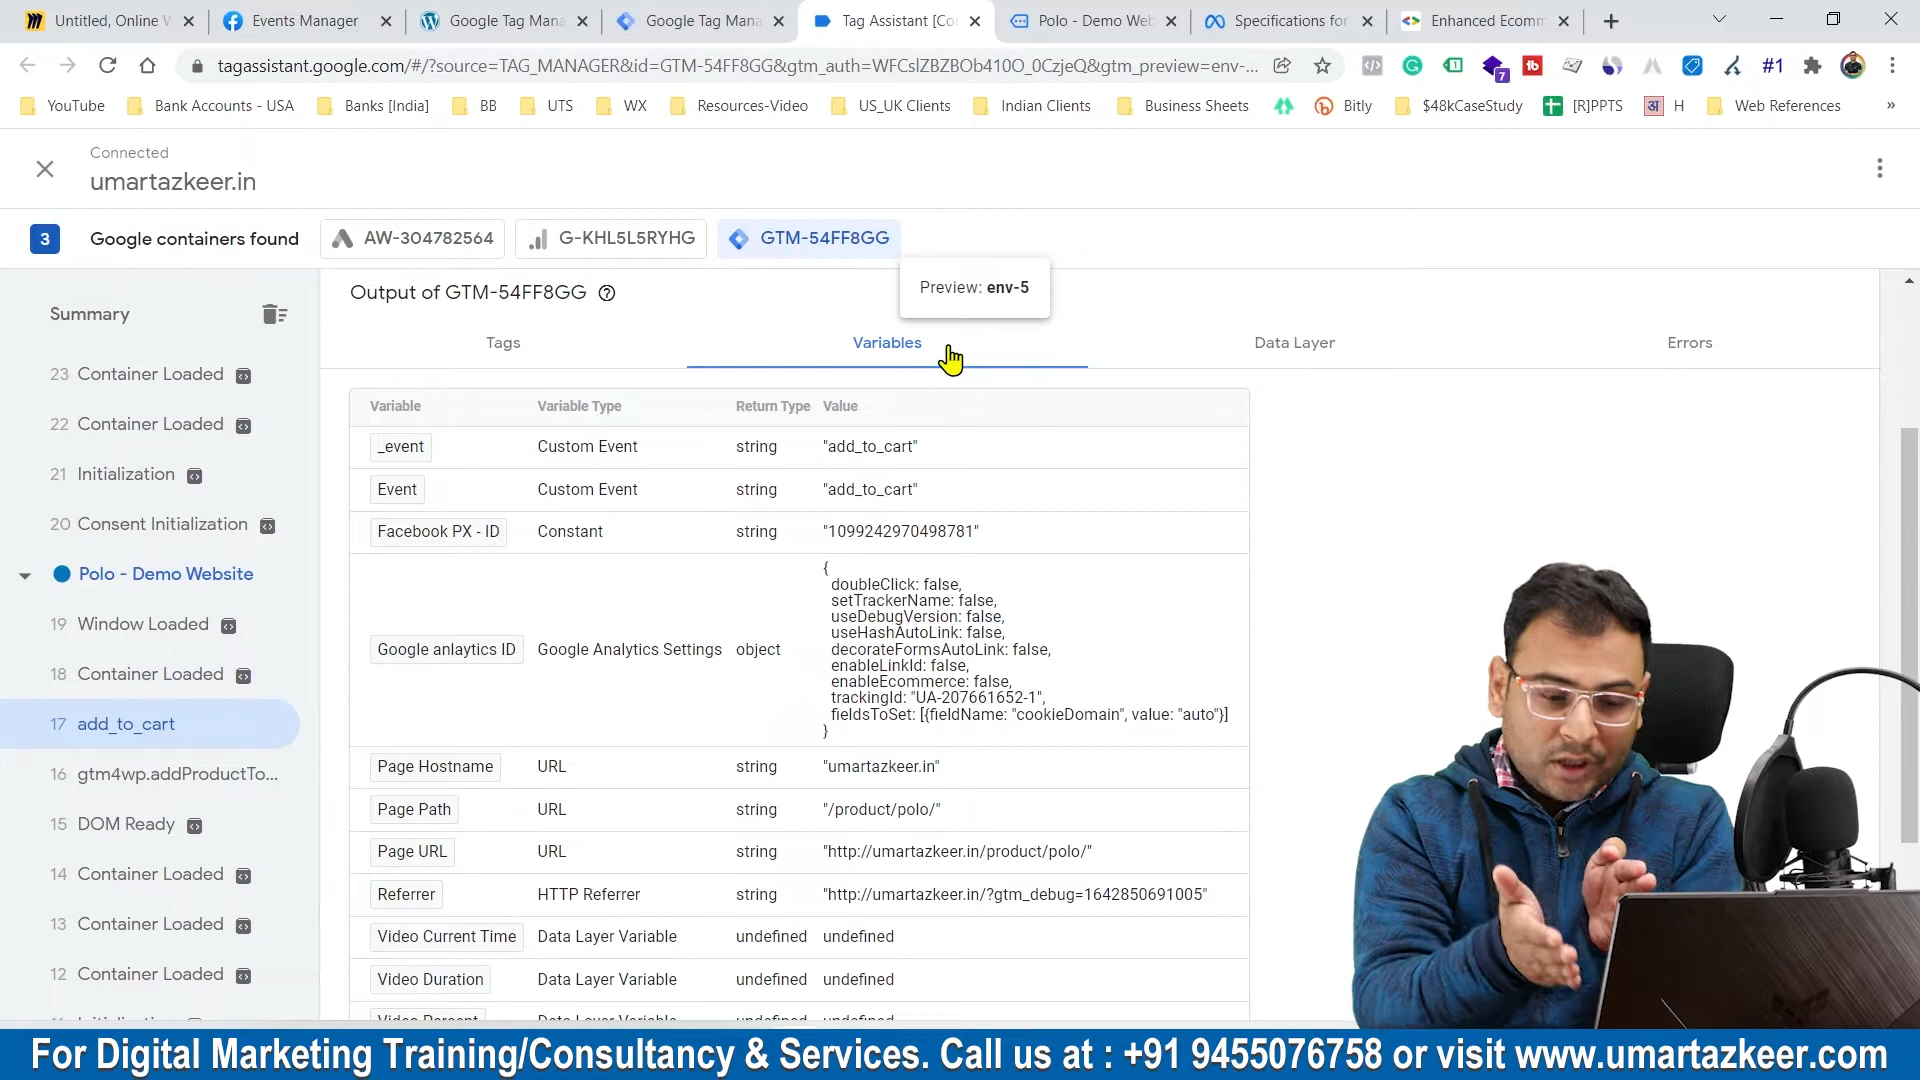 Untitled, Online W
Events Manager
Google Tag Mana
Google Tag Mana
Tag Assistant [Co
Polo - Demo Web
Specifications for
Enhanced Ecomm
tagassistant.google.com/#/?source=TAG_MANAGER&id=GTM-54FF8GG&gtm_auth=WFCslZBZBOb410O_0CzjeQ&gtm_preview=env-...
7
#1
YouTube
Bank Accounts - USA
Banks [India]
BB
UTS
WX
Resources-Video
US_UK Clients
Indian Clients
Business Sheets
Bitly
$48kCaseStudy
[R]PPTS
अ
H
Web References
»
Connected
umartazkeer.in
3
Google containers found
AW-304782564
G-KHL5L5RYHG
GTM-54FF8GG
Preview: env-5
Output of GTM-54FF8GG
Summary
Tags
Variables
Data Layer
Errors
23 Container Loaded
22 Container Loaded
21 Initialization
20 Consent Initialization
Polo - Demo Website
19 Window Loaded
18 Container Loaded
17 add_to_cart
16 gtm4wp.addProductTo...
15 DOM Ready
14 Container Loaded
13 Container Loaded
12 Container Loaded
Variable Variable Type Return Type Value
_event Custom Event string "add_to_cart"
Event Custom Event string "add_to_cart"
Facebook PX - ID Constant string "1099242970498781"
Google anlaytics ID Google Analytics Settings object
{
doubleClick: false,
setTrackerName: false,
useDebugVersion: false,
useHashAutoLink: false,
decorateFormsAutoLink: false,
enableLinkId: false,
enableEcommerce: false,
trackingId: "UA-207661652-1",
fieldsToSet: [{fieldName: "cookieDomain", value: "auto"}]
}
Page Hostname URL string "umartazkeer.in"
Page Path URL string "/product/polo/"
Page URL URL string "http://umartazkeer.in/product/polo/"
Referrer HTTP Referrer string "http://umartazkeer.in/?gtm_debug=1642850691005"
Video Current Time Data Layer Variable undefined undefined
Video Duration Data Layer Variable undefined undefined
For Digital Marketing Training/Consultancy & Services. Call us at : +91 9455076758 or visit www.umartazkeer.com